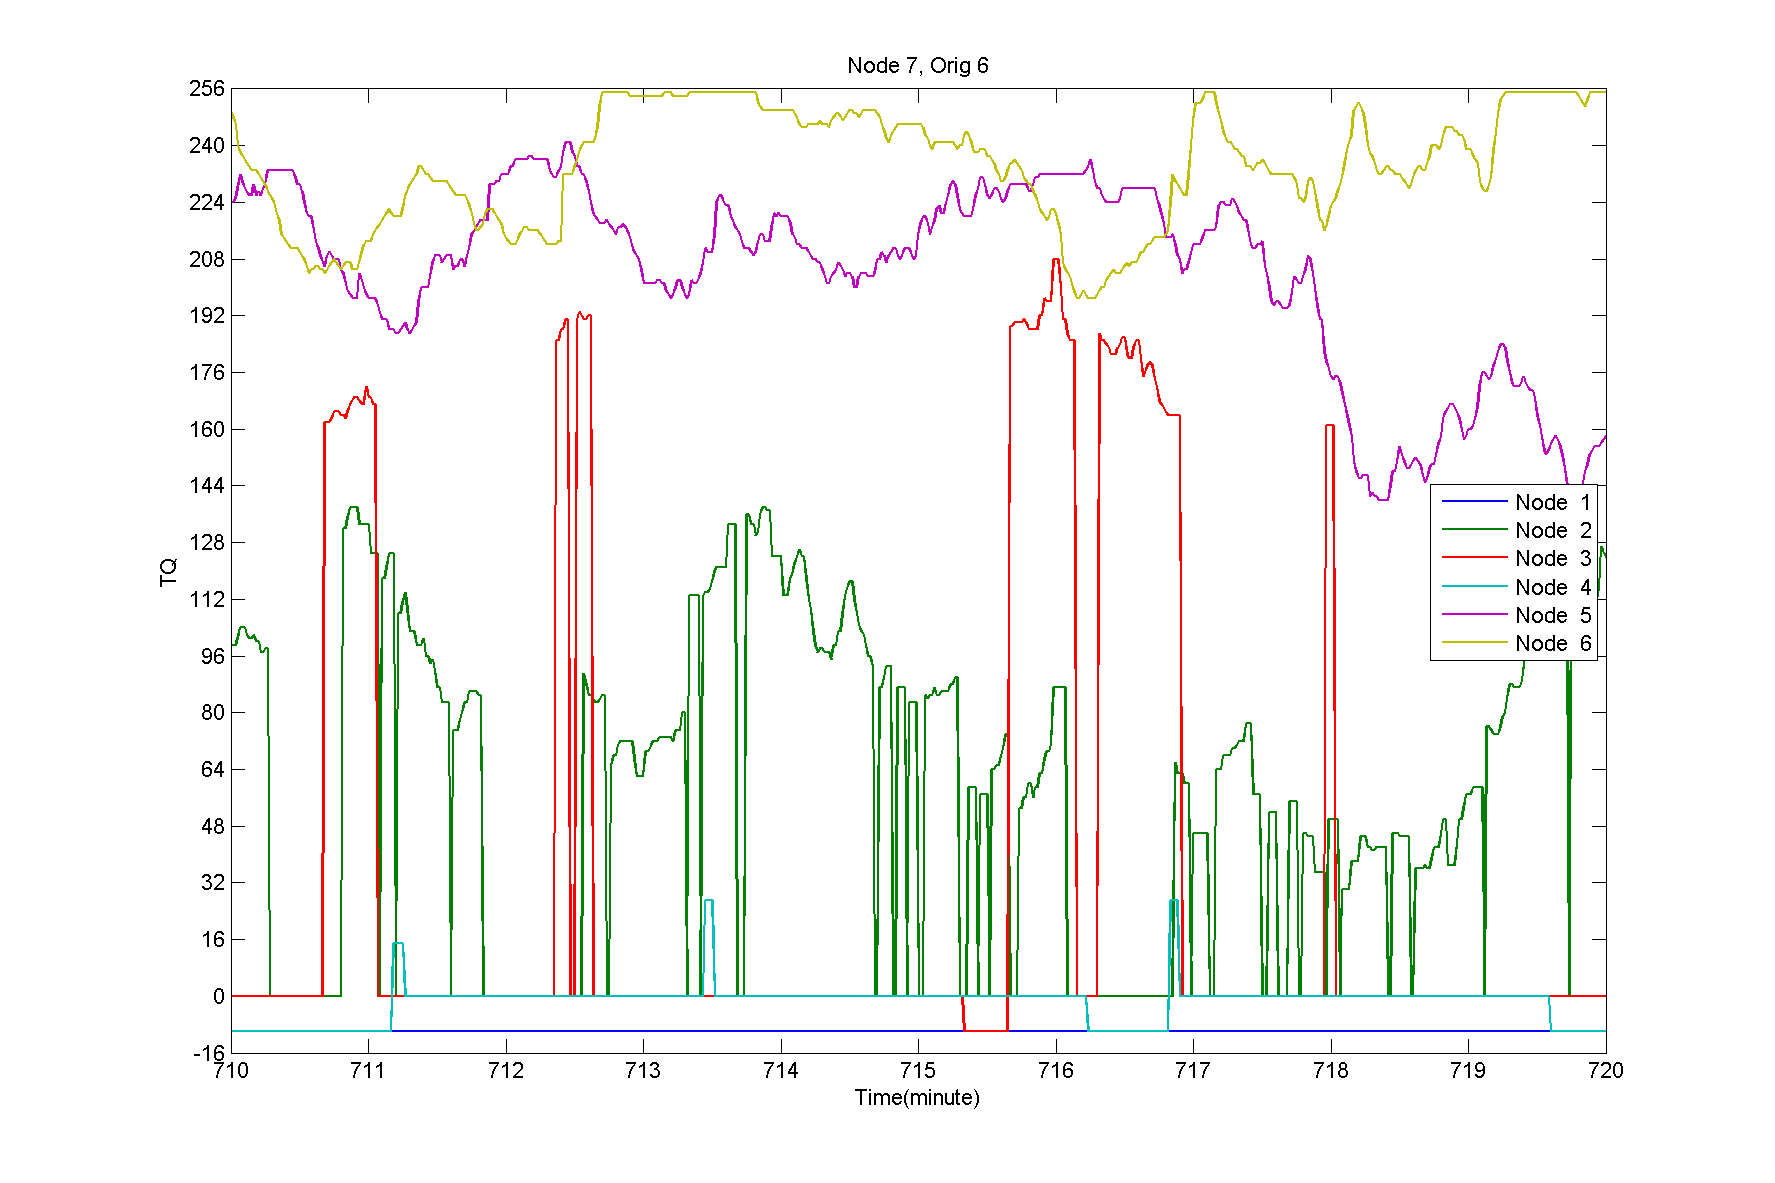 Node 7, Orig 6
256
240
224
208
192
176
160
144
128
112
96
80
64
48
32
16
0
-16
TQ
Node 1
Node 2
Node 3
Node 4
Node 5
Node 6
710 711 712 713 714 715 716 717 718 719 720
Time(minute)